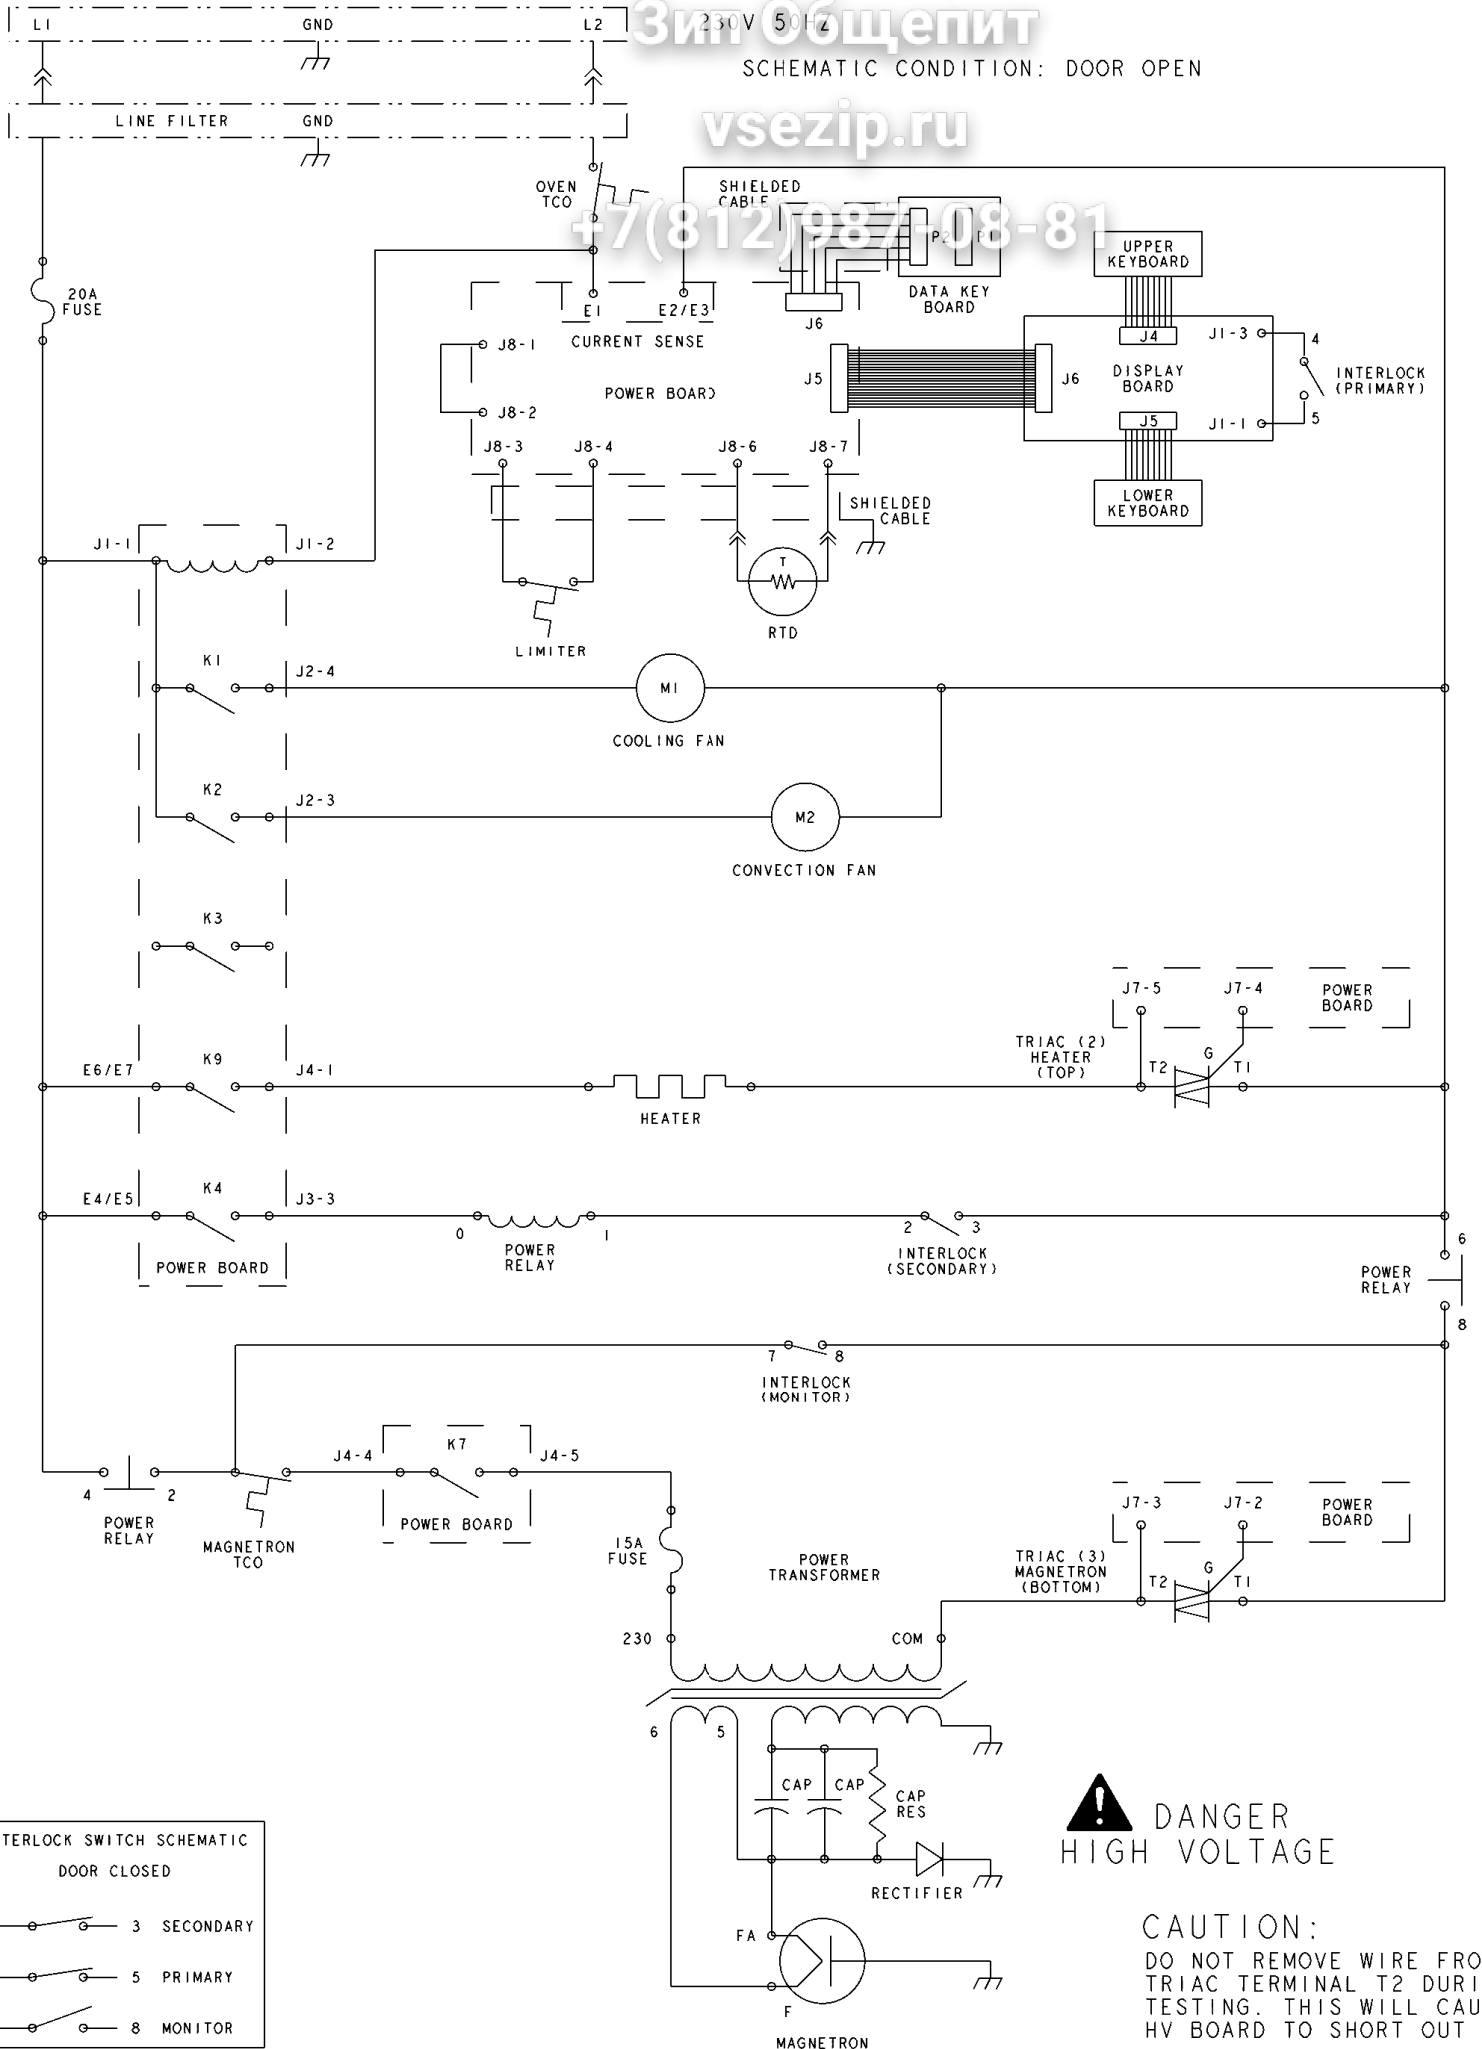 L1 GND L2 230V 50HZ
Зип Общепит
SCHEMATIC CONDITION: DOOR OPEN
vsezip.ru
LINE FILTER GND
OVEN
TCO
SHIELDED
CABLE
+7(812)987-08-81
P2 P1
UPPER
KEYBOARD
20A
FUSE
DATA KEY
BOARD
E1 E2/E3
J6
CURRENT SENSE
J8-1
J4
J1-3
4
POWER BOARD
J5
J6
DISPLAY
BOARD
INTERLOCK
(PRIMARY)
J8-2
J5
J1-1
5
J8-3 J8-4 J8-6 J8-7
SHIELDED
CABLE
LOWER
KEYBOARD
J1-1 J1-2
T
RTD
LIMITER
K1
J2-4
M1
COOLING FAN
K2
J2-3
M2
CONVECTION FAN
K3
J7-5 J7-4
POWER
BOARD
TRIAC (2)
HEATER
(TOP)
E6/E7
K9
J4-1
T2 G T1
HEATER
E4/E5
K4
J3-3
0 1
POWER
RELAY
2 3
INTERLOCK
(SECONDARY)
POWER BOARD
6
POWER
RELAY
8
7 8
INTERLOCK
(MONITOR)
J4-4
K7
J4-5
4 2
POWER
RELAY
MAGNETRON
TCO
POWER BOARD
15A
FUSE
POWER
TRANSFORMER
J7-3 J7-2
POWER
BOARD
TRIAC (3)
MAGNETRON
(BOTTOM)
T2 G T1
230 COM
6 5
CAP CAP
CAP
RES
RECTIFIER
DANGER
HIGH VOLTAGE
TERLOCK SWITCH SCHEMATIC
DOOR CLOSED
3 SECONDARY
5 PRIMARY
8 MONITOR
FA
F
MAGNETRON
CAUTION:
DO NOT REMOVE WIRE FRO
TRIAC TERMINAL T2 DURI
TESTING. THIS WILL CAU
HV BOARD TO SHORT OUT